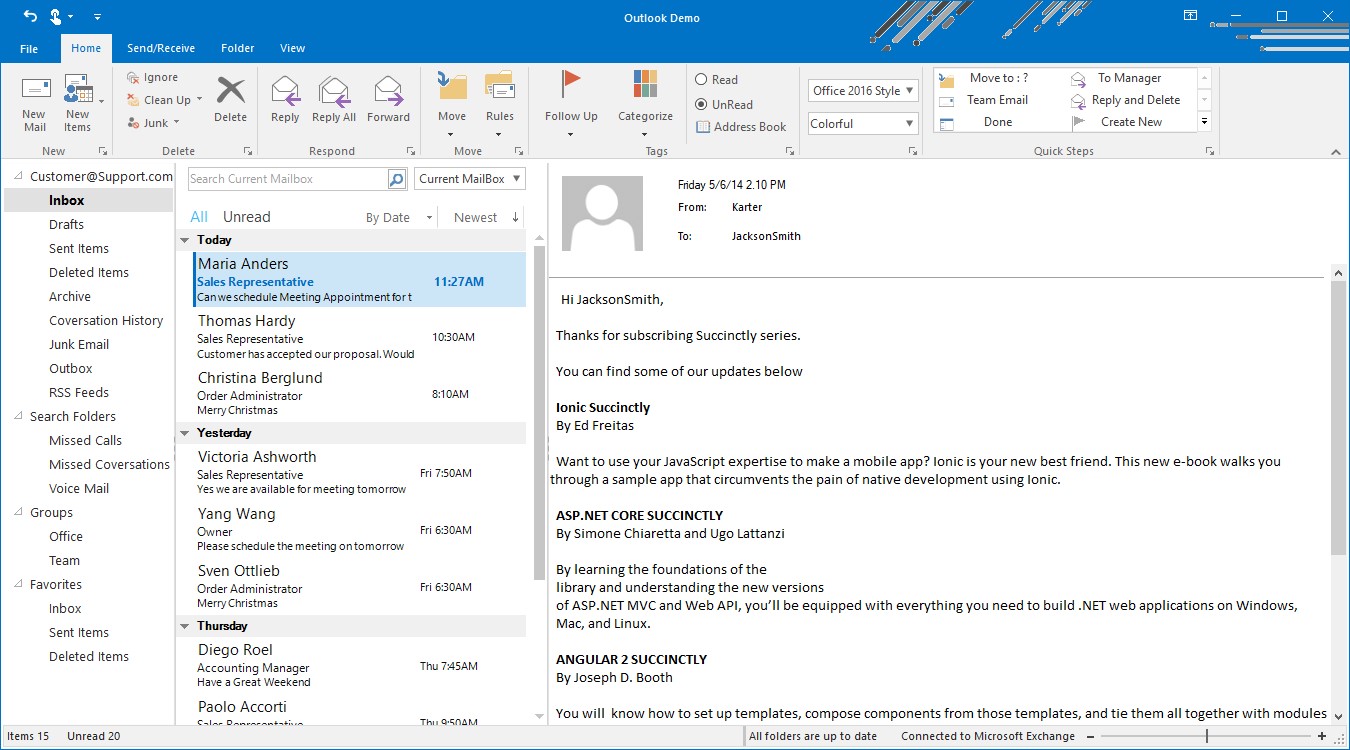 Outlook Demo
File Home Send/Receive Folder View
New Mail
New Items
New
Ignore
Clean Up
Junk
Delete
Delete
Reply
Reply All
Forward
Respond
Move
Rules
Move
Follow Up
Categorize
Tags
Read
UnRead
Address Book
Office 2016 Style
Colorful
Move to : ?
Team Email
Done
To Manager
Reply and Delete
Create New
Quick Steps
Customer@Support.com
Inbox
Drafts
Sent Items
Deleted Items
Archive
Coversation History
Junk Email
Outbox
RSS Feeds
Search Folders
Missed Calls
Missed Coversations
Voice Mail
Groups
Office
Team
Favorites
Inbox
Sent Items
Deleted Items
Search Current Mailbox
Current MailBox
All Unread By Date Newest
Today
Maria Anders
Sales Representative 11:27AM
Can we schedule Meeting Appointment for t
Thomas Hardy
Sales Representative 10:30AM
Customer has accepted our proposal. Would
Christina Berglund
Order Administrator 8:10AM
Merry Christmas
Yesterday
Victoria Ashworth
Sales Representative Fri 7:50AM
Yes we are available for meeting tomorrow
Yang Wang
Owner Fri 6:30AM
Please schedule the meeting on tomorrow
Sven Ottlieb
Order Administrator Fri 6:30AM
Merry Christmas
Thursday
Diego Roel
Accounting Manager Thu 7:45AM
Have a Great Weekend
Paolo Accorti
Sales Representative Thu 9:50AM
Friday 5/6/14 2.10 PM
From: Karter
To: JacksonSmith
Hi JacksonSmith,
Thanks for subscribing Succinctly series.
You can find some of our updates below
Ionic Succinctly
By Ed Freitas
Want to use your JavaScript expertise to make a mobile app? Ionic is your new best friend. This new e-book walks you
through a sample app that circumvents the pain of native development using Ionic.
ASP.NET CORE SUCCINCTLY
By Simone Chiaretta and Ugo Lattanzi
By learning the foundations of the
library and understanding the new versions
of ASP.NET MVC and Web API, you’ll be equipped with everything you need to build .NET web applications on Windows,
Mac, and Linux.
ANGULAR 2 SUCCINCTLY
By Joseph D. Booth
You will know how to set up templates, compose components from those templates, and tie them all together with modules
Items 15 Unread 20 All folders are up to date Connected to Microsoft Exchange